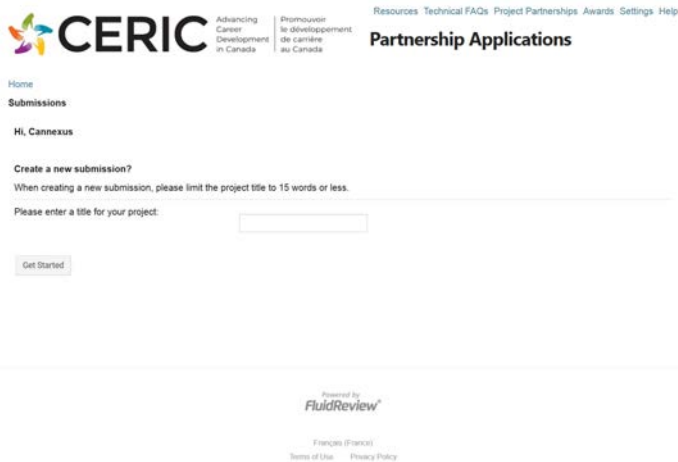 Resources Technical FAQs Project Partnerships Awards Settings Help
CERIC
Advancing
Career
Development
in Canada
Promouvoir
le développement
de carrière
au Canada
Partnership Applications
Home
Submissions
Hi, Cannexus
Create a new submission?
When creating a new submission, please limit the project title to 15 words or less.
Please enter a title for your project:
Get Started
Powered by
FluidReview
Français (France)
Terms of Use Privacy Policy